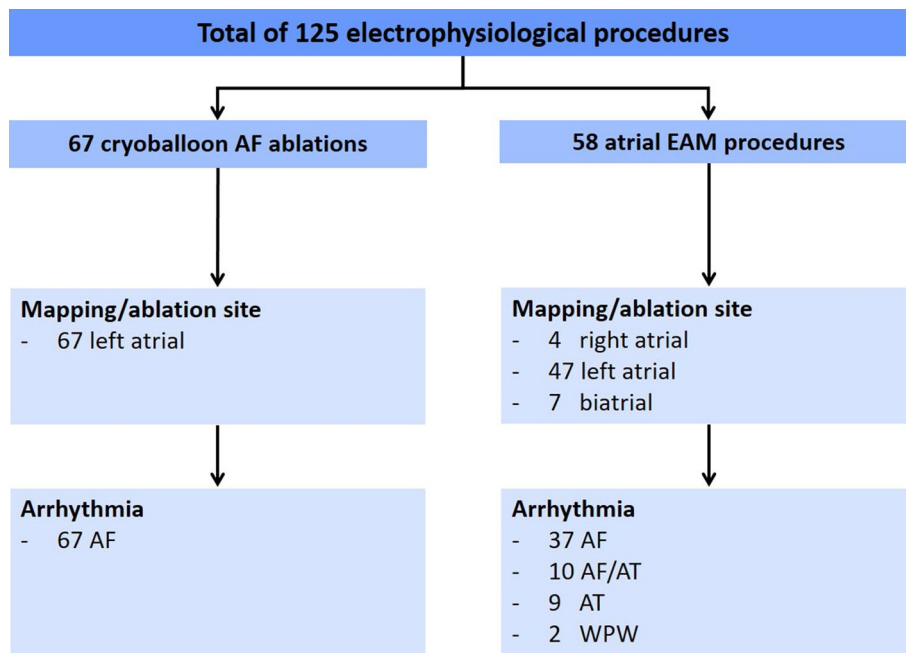 Total of 125 electrophysiological procedures
67 cryoballoon AF ablations
Mapping/ablation site
- 67 left atrial
Arrhythmia
- 67 AF
58 atrial EAM procedures
Mapping/ablation site
- 4 right atrial
- 47 left atrial
- 7 biatrial
Arrhythmia
- 37 AF
- 10 AF/AT
- 9 AT
- 2 WPW